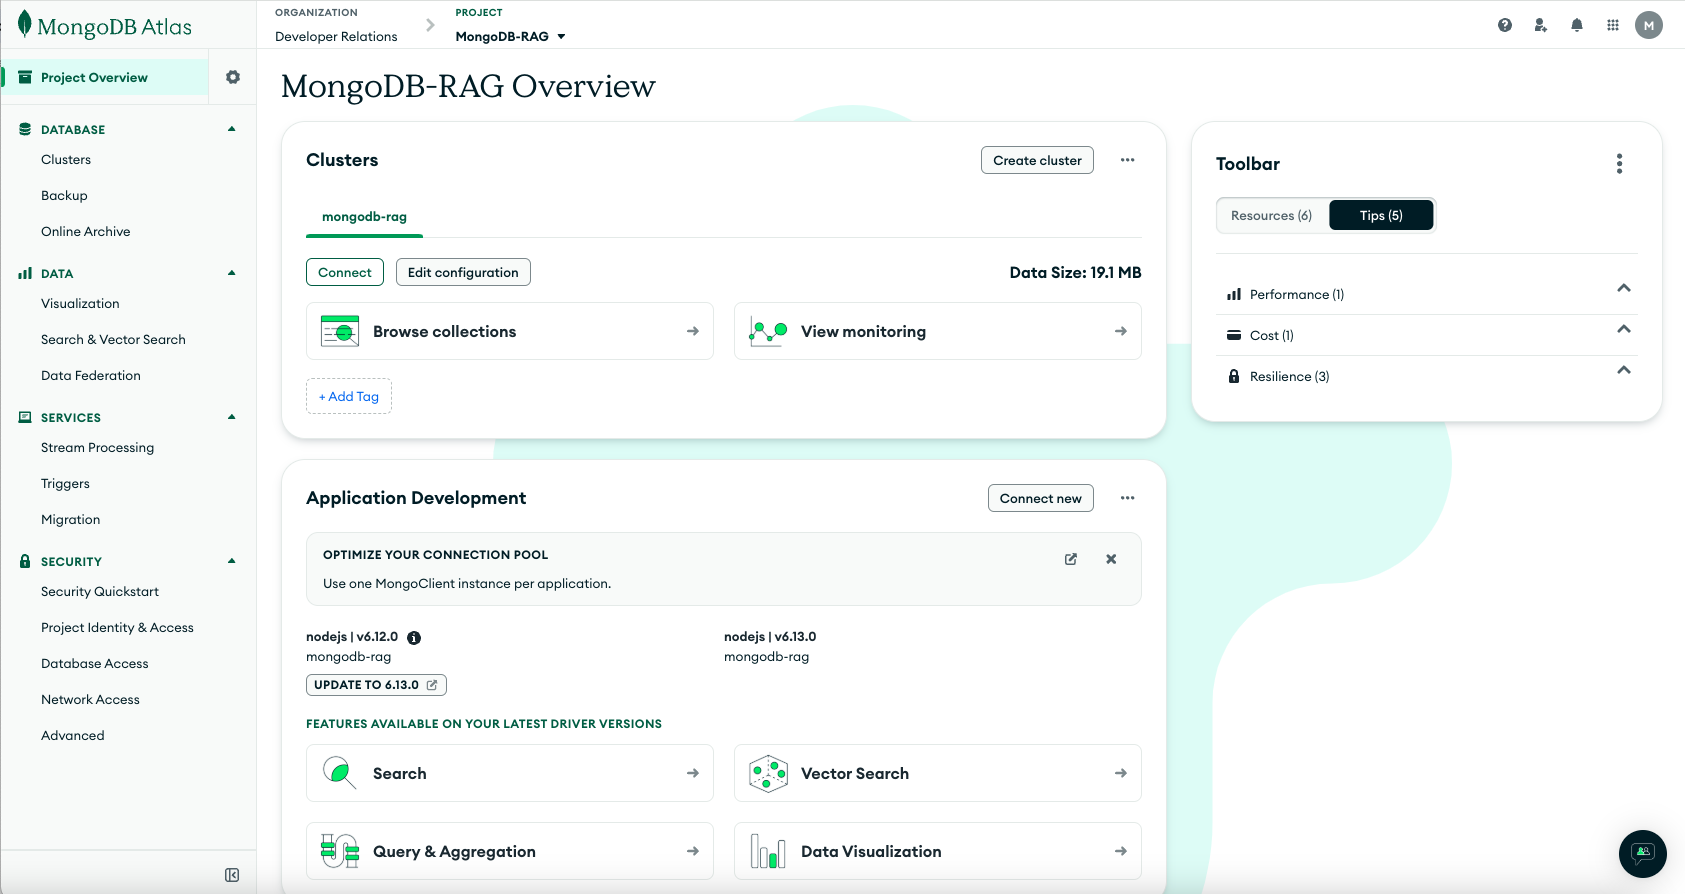 MongoDB Atlas
ORGANIZATION
Developer Relations
PROJECT
MongoDB-RAG
M
Project Overview
DATABASE
Clusters
Backup
Online Archive
DATA
Visualization
Search & Vector Search
Data Federation
SERVICES
Stream Processing
Triggers
Migration
SECURITY
Security Quickstart
Project Identity & Access
Database Access
Network Access
Advanced
MongoDB-RAG Overview
Clusters
Create cluster
mongodb-rag
Connect
Edit configuration
Data Size: 19.1 MB
Browse collections
View monitoring
+ Add Tag
Application Development
Connect new
OPTIMIZE YOUR CONNECTION POOL
Use one MongoClient instance per application.
nodejs | v6.12.0
mongodb-rag
UPDATE TO 6.13.0
nodejs | v6.13.0
mongodb-rag
FEATURES AVAILABLE ON YOUR LATEST DRIVER VERSIONS
Search
Vector Search
Query & Aggregation
Data Visualization
Toolbar
Resources (6)
Tips (5)
Performance (1)
Cost (1)
Resilience (3)